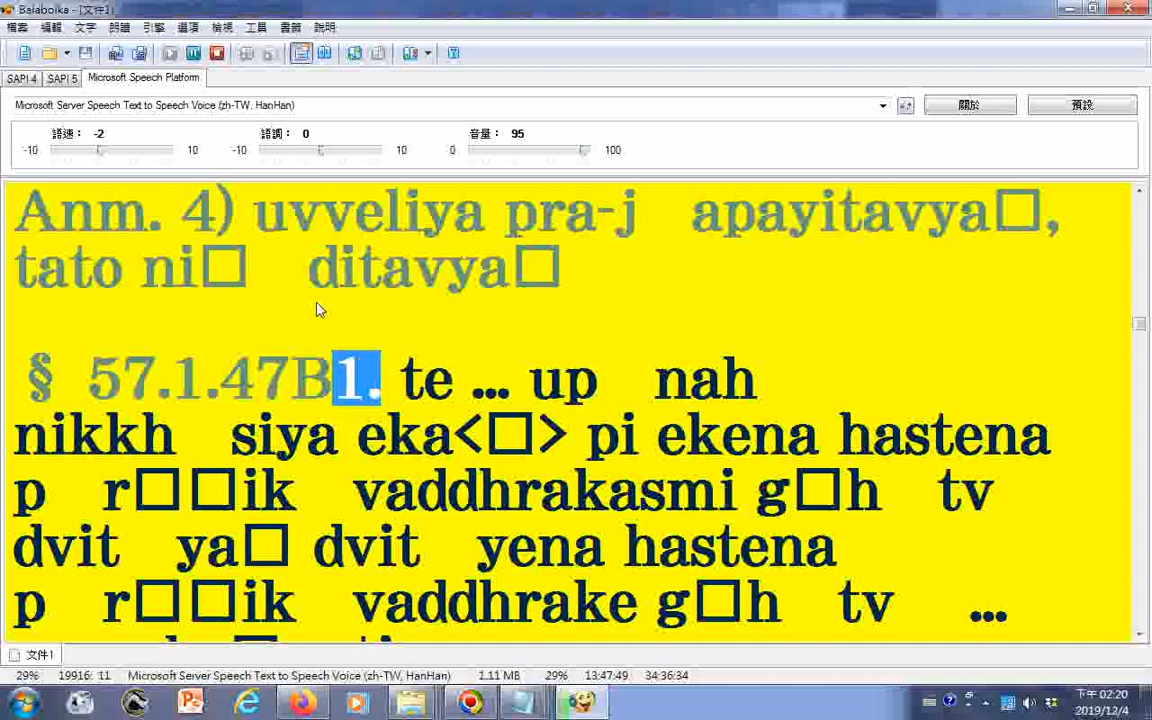 Balabolka - [文件1]
檔案 編輯 文字 朗讀 引擎 選項 檢視 工具 書籤 說明
SAPI 4 SAPI 5 Microsoft Speech Platform
Microsoft Server Speech Text to Speech Voice (zh-TW, HanHan) 關於 預設
語速： -2 語調： 0 音量： 95
-10 10 -10 10 0 100
Anm. 4) uvveliya pra-j apayitavya□,
tato ni□ ditavya□
§ 57.1.47B1. te ... up nah
nikkh siya eka<□> pi ekena hastena
p r□□ik vaddhrakasmi g□h tv
dvit ya□ dvit yena hastena
p r□□ik vaddhrake g□h tv ...
文件1
29% 19916: 11 Microsoft Server Speech Text to Speech Voice (zh-TW, HanHan) 1.11 MB 29% 13:47:49 34:36:34
下午 02:20
2019/12/4